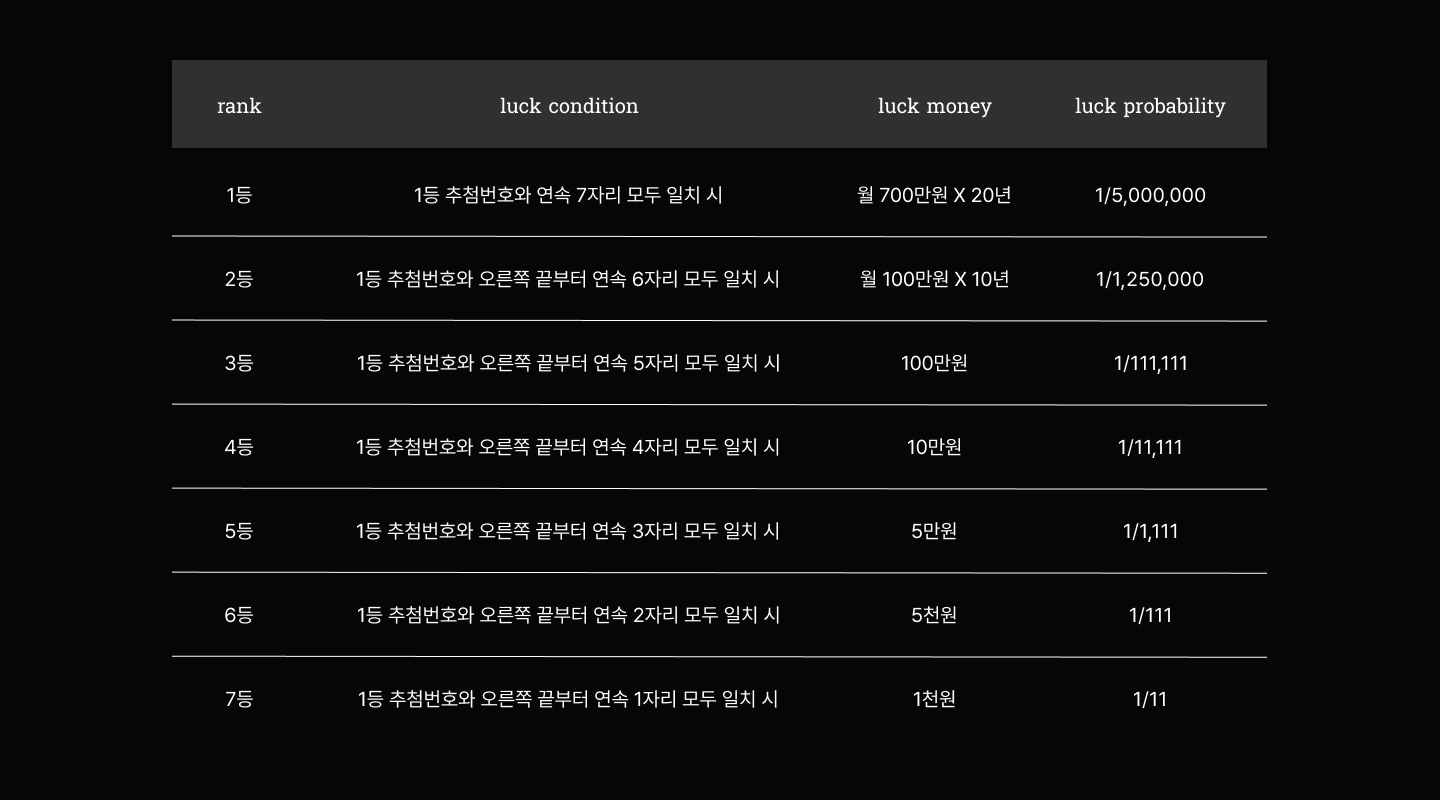 rank luck condition luck money luck probability
1등 1등 추첨번호와 연속 7자리 모두 일치 시 월 700만원 X 20년 1/5,000,000
2등 1등 추첨번호와 오른쪽 끝부터 연속 6자리 모두 일치 시 월 100만원 X 10년 1/1,250,000
3등 1등 추첨번호와 오른쪽 끝부터 연속 5자리 모두 일치 시 100만원 1/111,111
4등 1등 추첨번호와 오른쪽 끝부터 연속 4자리 모두 일치 시 10만원 1/11,111
5등 1등 추첨번호와 오른쪽 끝부터 연속 3자리 모두 일치 시 5만원 1/1,111
6등 1등 추첨번호와 오른쪽 끝부터 연속 2자리 모두 일치 시 5천원 1/111
7등 1등 추첨번호와 오른쪽 끝부터 연속 1자리 모두 일치 시 1천원 1/11